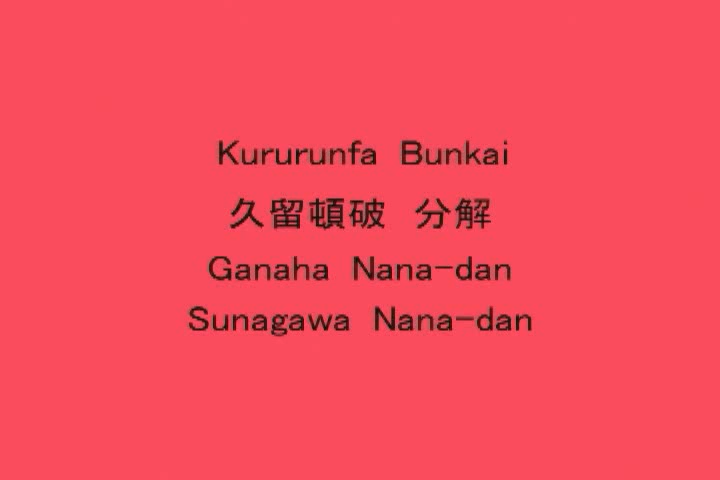 Kururunfa Bunkai
久留頓破 分解
Ganaha Nana-dan
Sunagawa Nana-dan